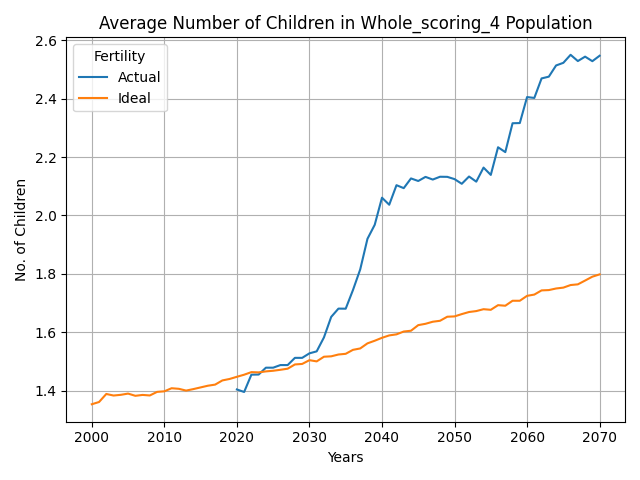 Average Number of Children in Whole_scoring_4 Population
Fertility
Actual
Ideal
No. of Children
2.6
2.4
2.2
2.0
1.8
1.6
1.4
2000 2010 2020 2030 2040 2050 2060 2070
Years